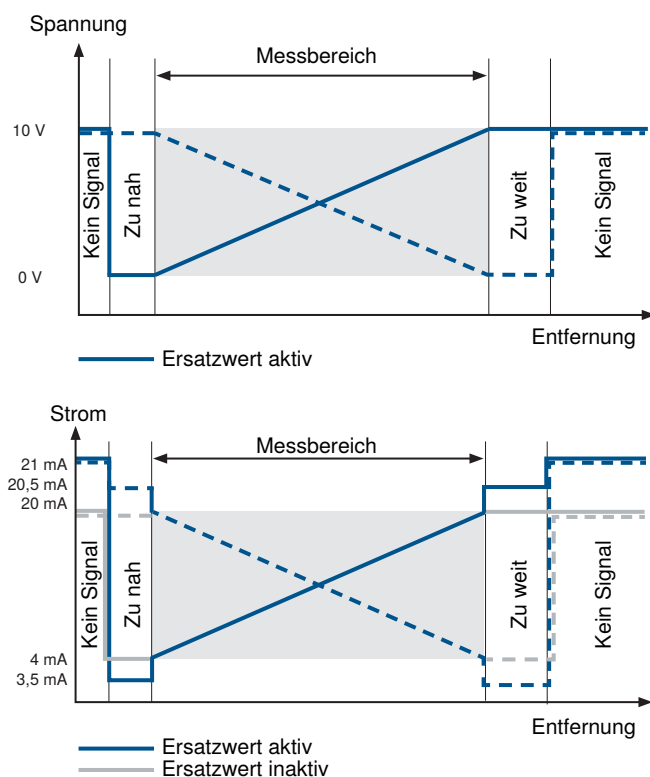 Spannung
Messbereich
10 V
Kein Signal
Zu nah
Zu weit
Kein Signal
0 V
Entfernung
Ersatzwert aktiv
Strom
Messbereich
21 mA
20,5 mA
20 mA
Kein Signal
Zu nah
Zu weit
Kein Signal
4 mA
3,5 mA
Entfernung
Ersatzwert aktiv
Ersatzwert inaktiv